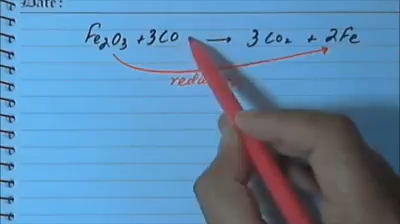 Date:
Fe₂O₃ + 3CO → 3CO₂ + 2Fe